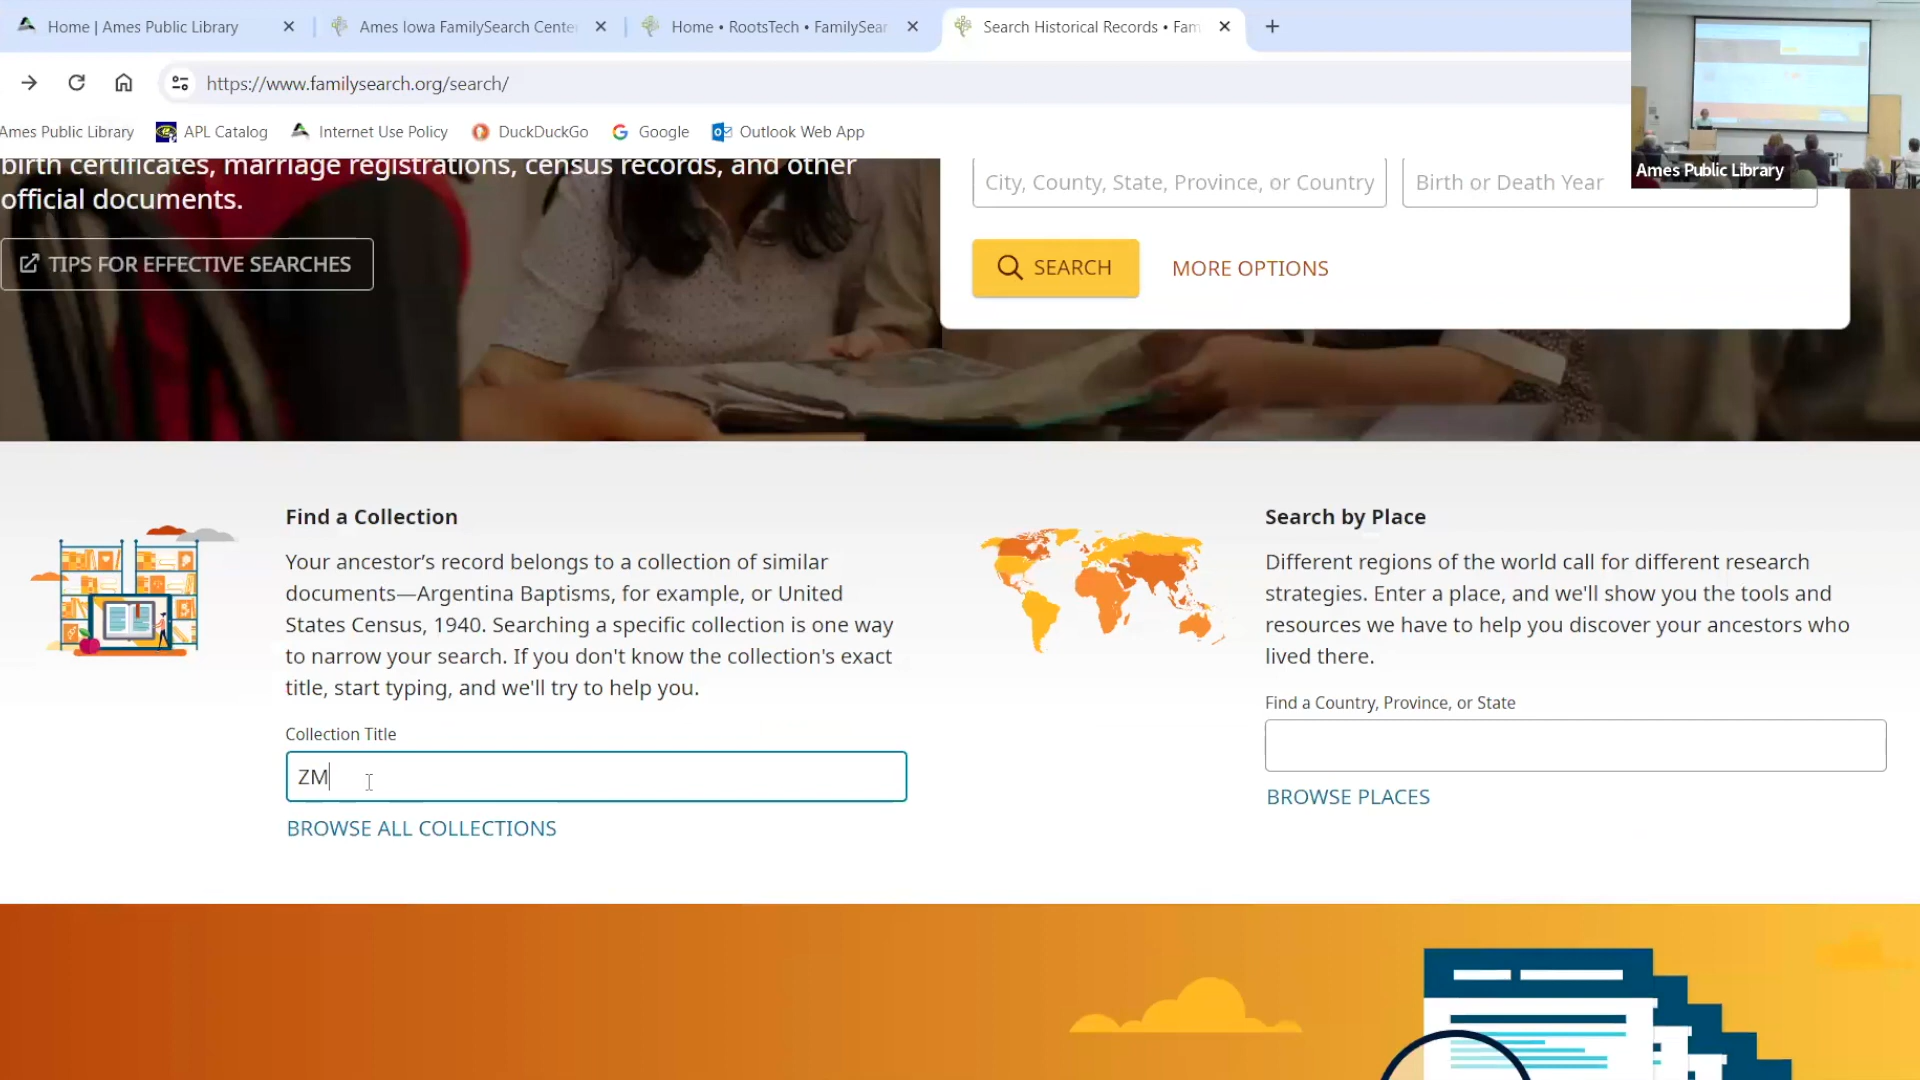 Home | Ames Public Library
Ames Iowa FamilySearch Cente
Home • RootsTech • FamilySear
Search Historical Records • Fam
https://www.familysearch.org/search/
Ames Public Library
APL Catalog
Internet Use Policy
DuckDuckGo
Google
Outlook Web App
Ames Public Library
birth certificates, marriage registrations, census records, and other
official documents.
TIPS FOR EFFECTIVE SEARCHES
City, County, State, Province, or Country
Birth or Death Year
SEARCH
MORE OPTIONS
Find a Collection
Your ancestor’s record belongs to a collection of similar
documents—Argentina Baptisms, for example, or United
States Census, 1940. Searching a specific collection is one way
to narrow your search. If you don't know the collection's exact
title, start typing, and we'll try to help you.
Collection Title
ZM
BROWSE ALL COLLECTIONS
Search by Place
Different regions of the world call for different research
strategies. Enter a place, and we'll show you the tools and
resources we have to help you discover your ancestors who
lived there.
Find a Country, Province, or State
BROWSE PLACES